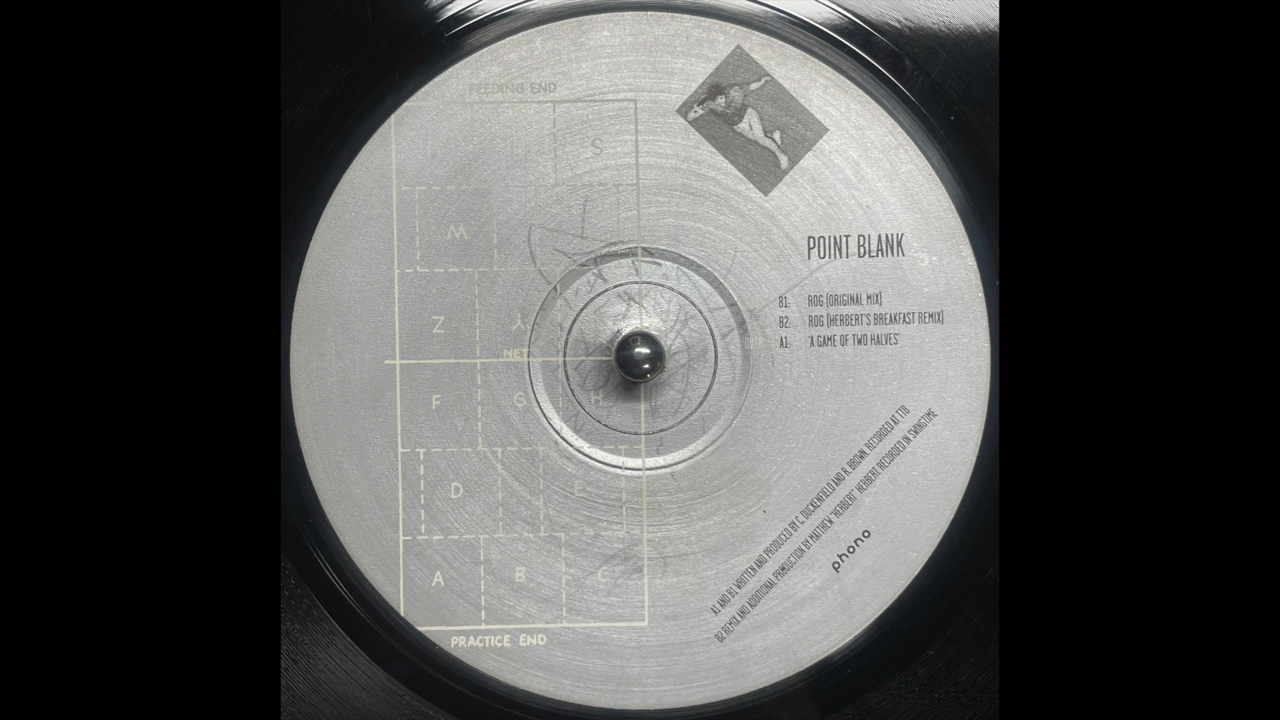 FEEDING END
S
W
Z
Y
NET
F
G
H
D
E
A
B
C
PRACTICE END
POINT BLANK
B1: ROG (ORIGINAL MIX)
B2: ROG (HERBERT'S BREAKFAST REMIX)
A1: 'A GAME OF TWO HALVES'
A1 AND B1 WRITTEN AND PRODUCED BY C. DUCKENFIELD AND R. BROWN. RECORDED AT TTB
B2 REMIX AND ADDITIONAL PRODUCTION BY MATTHEW "HERBERT" HERBERT. RECORDED IN SWINGTIME
phono